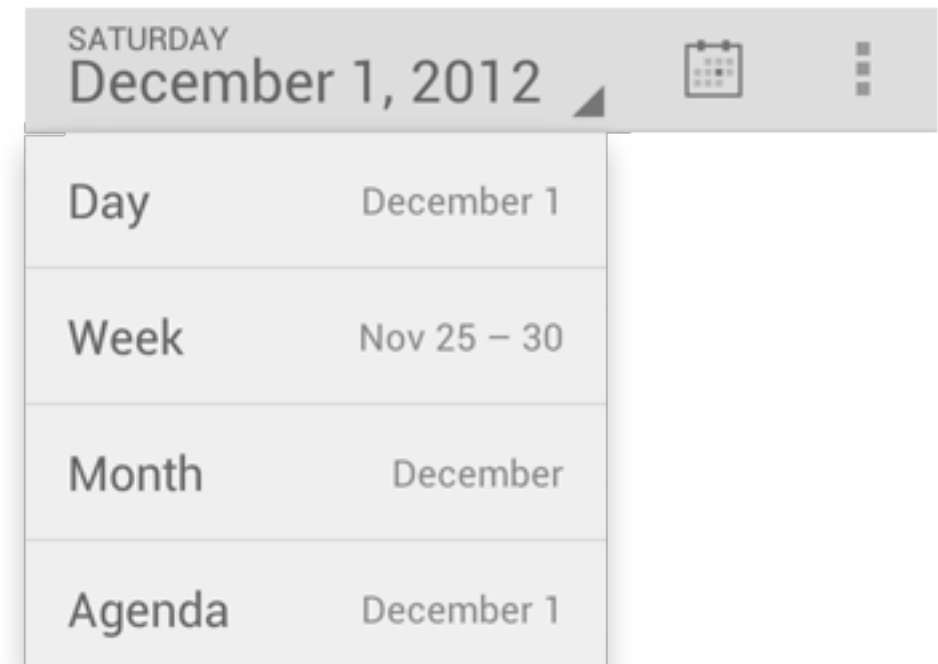 SATURDAY
December 1, 2012
Day December 1
Week Nov 25 – 30
Month December
Agenda December 1